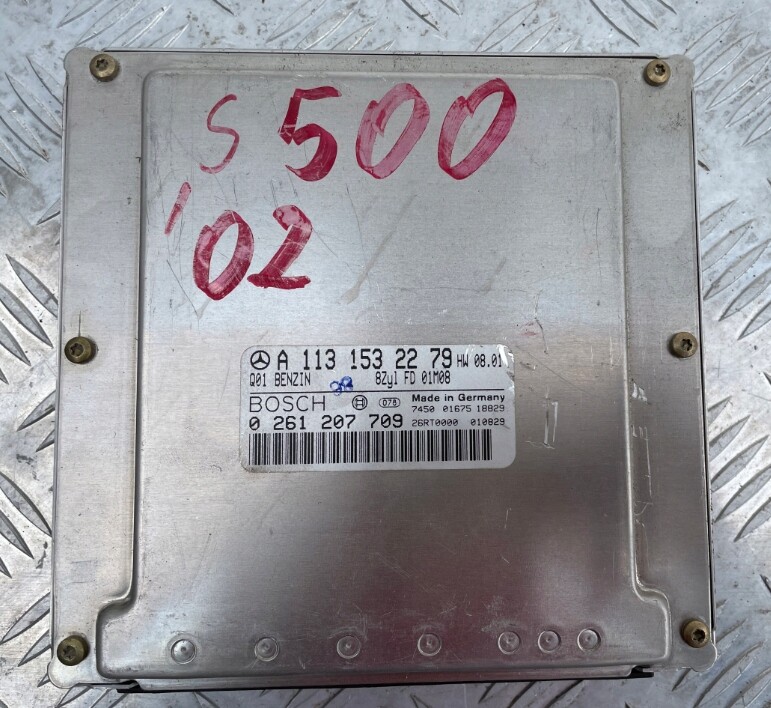 S 500
'02
A 113 153 22 79 HW 08.01
Q01 BENZIN 8Zyl FD 01M08
BOSCH 078 Made in Germany
7450 01675 18829
0 261 207 709 26RT0000 010829